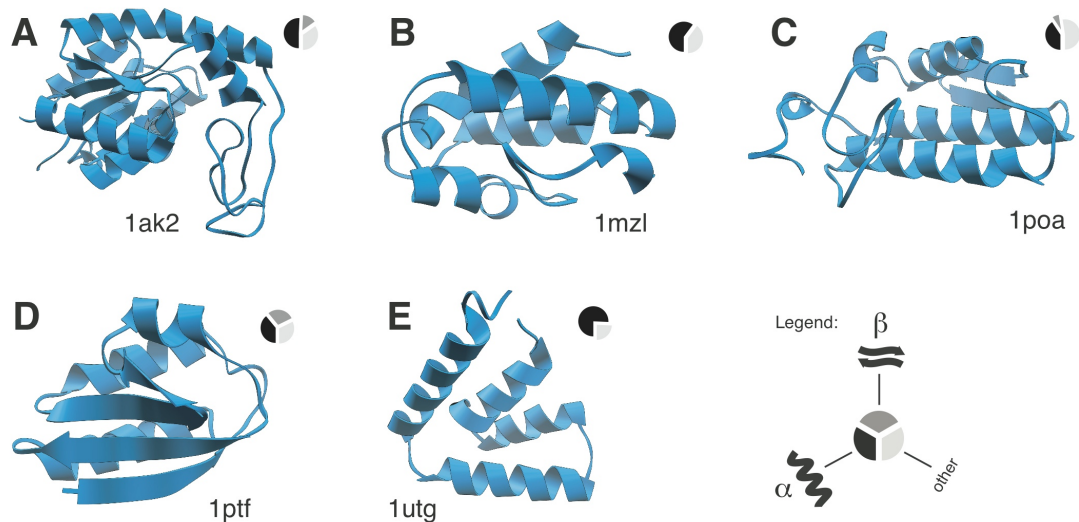 A
B
C
1ak2
1mzl
1poa
D
E
Legend:
β
α
other
1ptf
1utg